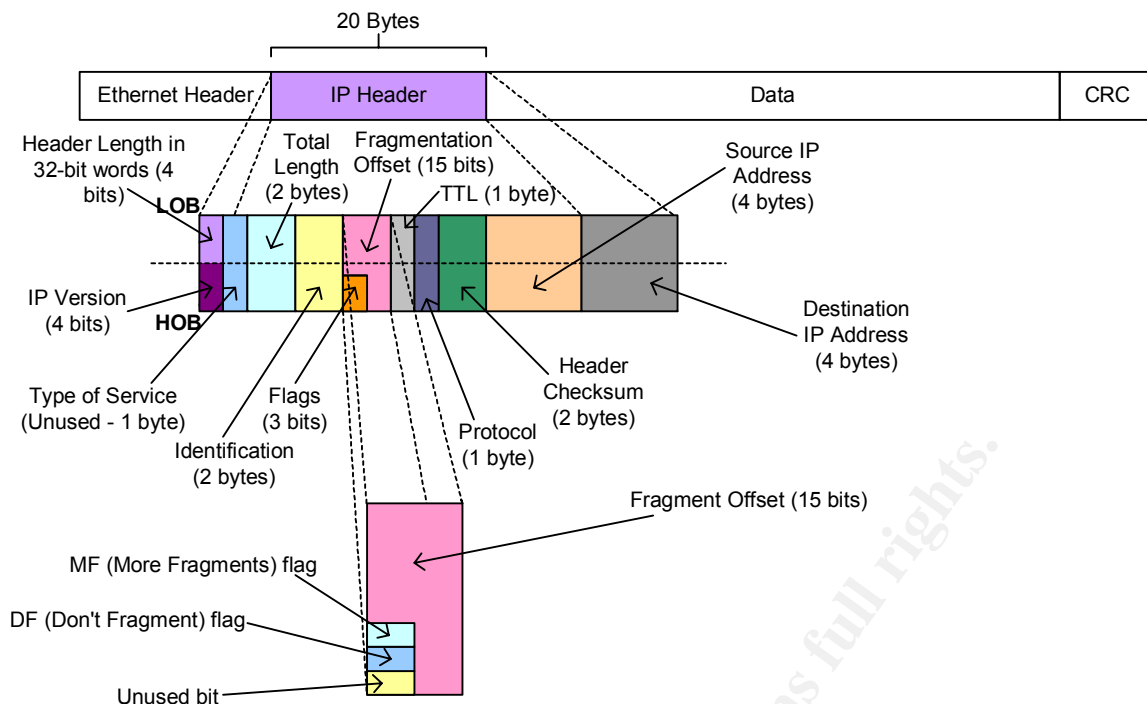 20 Bytes
Ethernet Header
IP Header
Data
CRC
Header Length in
32-bit words (4
bits)
Total
Length
(2 bytes)
Fragmentation
Offset (15 bits)
TTL (1 byte)
Source IP
Address
(4 bytes)
LOB
IP Version
(4 bits)
HOB
Type of Service
(Unused - 1 byte)
Identification
(2 bytes)
Flags
(3 bits)
Protocol
(1 byte)
Header
Checksum
(2 bytes)
Destination
IP Address
(4 bytes)
Fragment Offset (15 bits)
MF (More Fragments) flag
DF (Don't Fragment) flag
Unused bit
full rights.